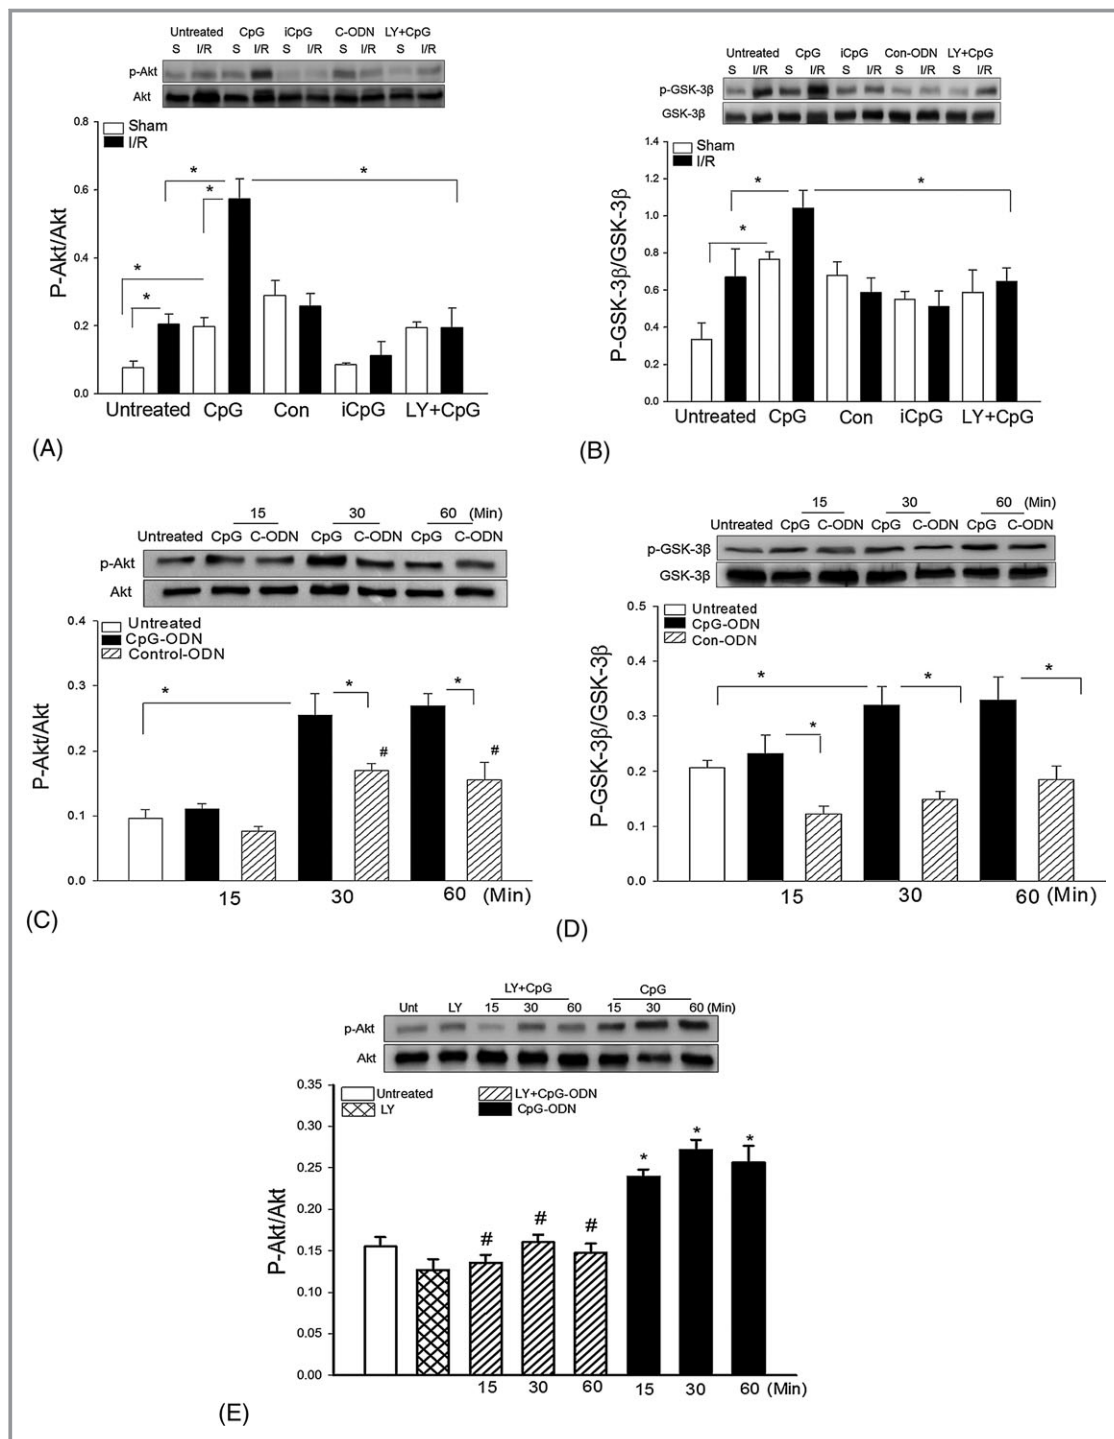 Untreated CpG iCpG C-ODN LY+CpG
S I/R S I/R S I/R S I/R S I/R
p-Akt
Akt
0.8
Sham
I/R
* * *
0.6
P-Akt/Akt
0.4
* *
0.2
0.0
Untreated CpG Con iCpG LY+CpG
(A)
Untreated CpG iCpG Con-ODN LY+CpG
S I/R S I/R S I/R S I/R S I/R
p-GSK-3β
GSK-3β
1.4
Sham
I/R
1.2
* *
1.0
P-GSK-3β/GSK-3β
*
0.8
0.6
0.4
0.2
0.0
Untreated CpG Con iCpG LY+CpG
(B)
15 30 60 (Min)
Untreated CpG C-ODN CpG C-ODN CpG C-ODN
p-Akt
Akt
0.4
Untreated
CpG-ODN
Control-ODN
0.3
* * *
P-Akt/Akt
0.2
# #
0.1
0.0
15 30 60 (Min)
(C)
15 30 60 (Min)
Untreated CpG C-ODN CpG C-ODN CpG C-ODN
p-GSK-3β
GSK-3β
0.5
Untreated
CpG-ODN
Con-ODN
0.4
* * *
P-GSK-3β/GSK-3β
0.3
*
0.2
0.1
0.0
15 30 60 (Min)
(D)
LY+CpG CpG
Unt LY 15 30 60 15 30 60 (Min)
p-Akt
Akt
0.35
Untreated LY+CpG-ODN
LY CpG-ODN
0.30
* * *
0.25
P-Akt/Akt
0.20
# # #
0.15
0.10
0.05
0.00
15 30 60 15 30 60 (Min)
(E)